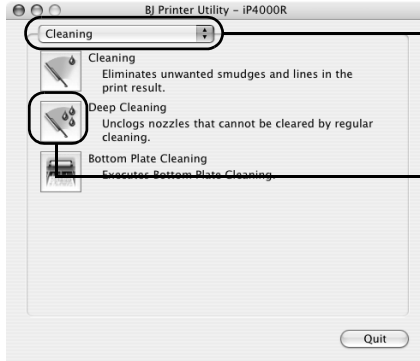 BJ Printer Utility – iP4000R
Cleaning
Cleaning
Eliminates unwanted smudges and lines in the
print result.
Deep Cleaning
Unclogs nozzles that cannot be cleared by regular
cleaning.
Bottom Plate Cleaning
Executes Bottom Plate Cleaning.
Quit